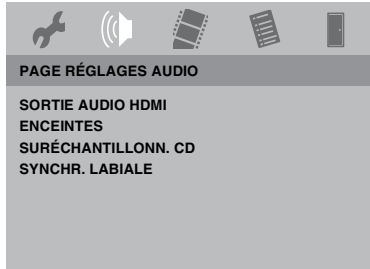 PAGE RÉGLAGES AUDIO
SORTIE AUDIO HDMI
ENCEINTES
SURÉCHANTILLONN. CD
SYNCHR. LABIALE